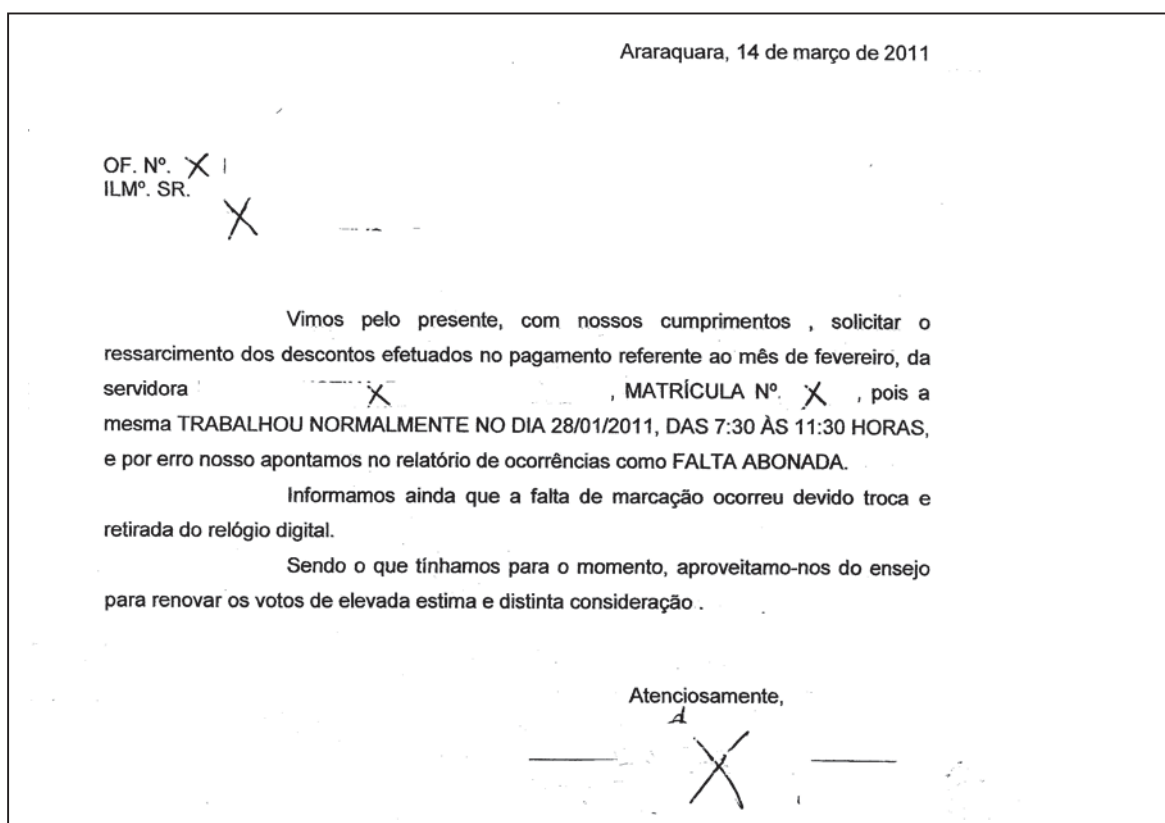 Araraquara, 14 de março de 2011
OF. Nº. X
ILMº. SR.
X
Vimos pelo presente, com nossos cumprimentos , solicitar o
ressarcimento dos descontos efetuados no pagamento referente ao mês de fevereiro, da
servidora X , MATRÍCULA Nº. X , pois a
mesma TRABALHOU NORMALMENTE NO DIA 28/01/2011, DAS 7:30 ÀS 11:30 HORAS,
e por erro nosso apontamos no relatório de ocorrências como FALTA ABONADA.
Informamos ainda que a falta de marcação ocorreu devido troca e
retirada do relógio digital.
Sendo o que tínhamos para o momento, aproveitamo-nos do ensejo
para renovar os votos de elevada estima e distinta consideração .
Atenciosamente,
X